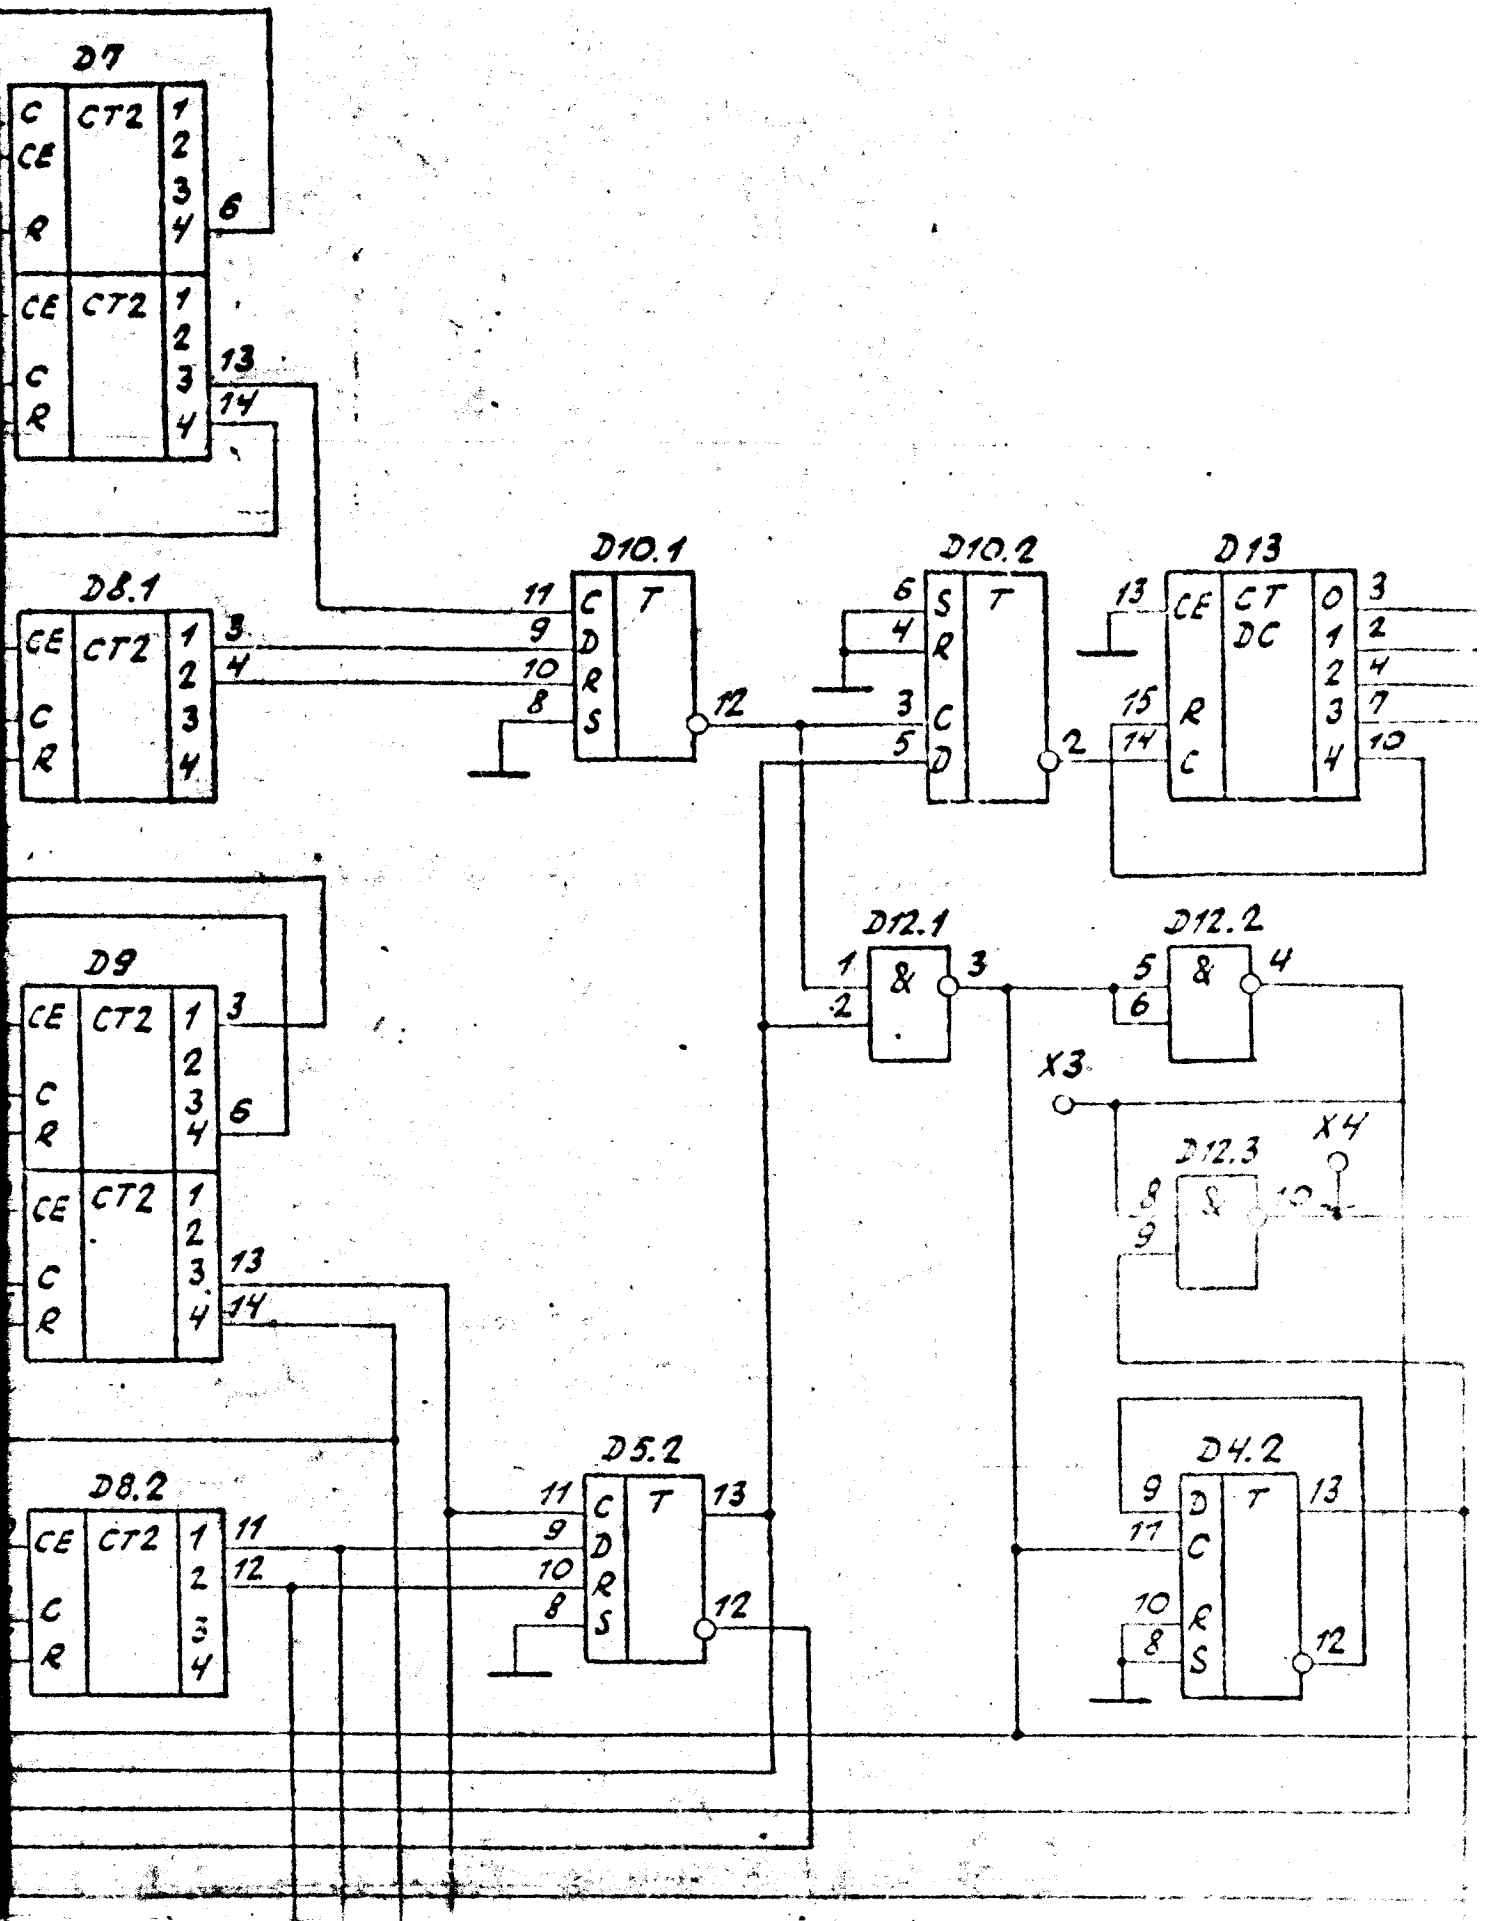 D7
C CT2 1
CE 2
3
R 4 6
CE CT2 1
2
C 3 13
R 4 14
D8.1
CE CT2 1 3
2 4
C 3
R 4
D10.1
11 C T
9 D
10 R
8 S 12
D10.2
6 S T
4 R
3 C
5 D 2
D13
13 CE CT 0 3
DC 1 2
2 4
15 R 3 7
14 C 4 10
D9
CE CT2 1 3
2
C 3
R 4 6
CE CT2 1
2
C 3 13
R 4 14
D12.1
1 & 3
2
D12.2
5 & 4
6
X3
X4
D12.3
8 & 10
9
D8.2
CE CT2 1 11
2 12
C 3
R 4
D5.2
11 C T 13
9 D
10 R
8 S 12
D4.2
9 D T 13
11 C
10 R
8 S 12